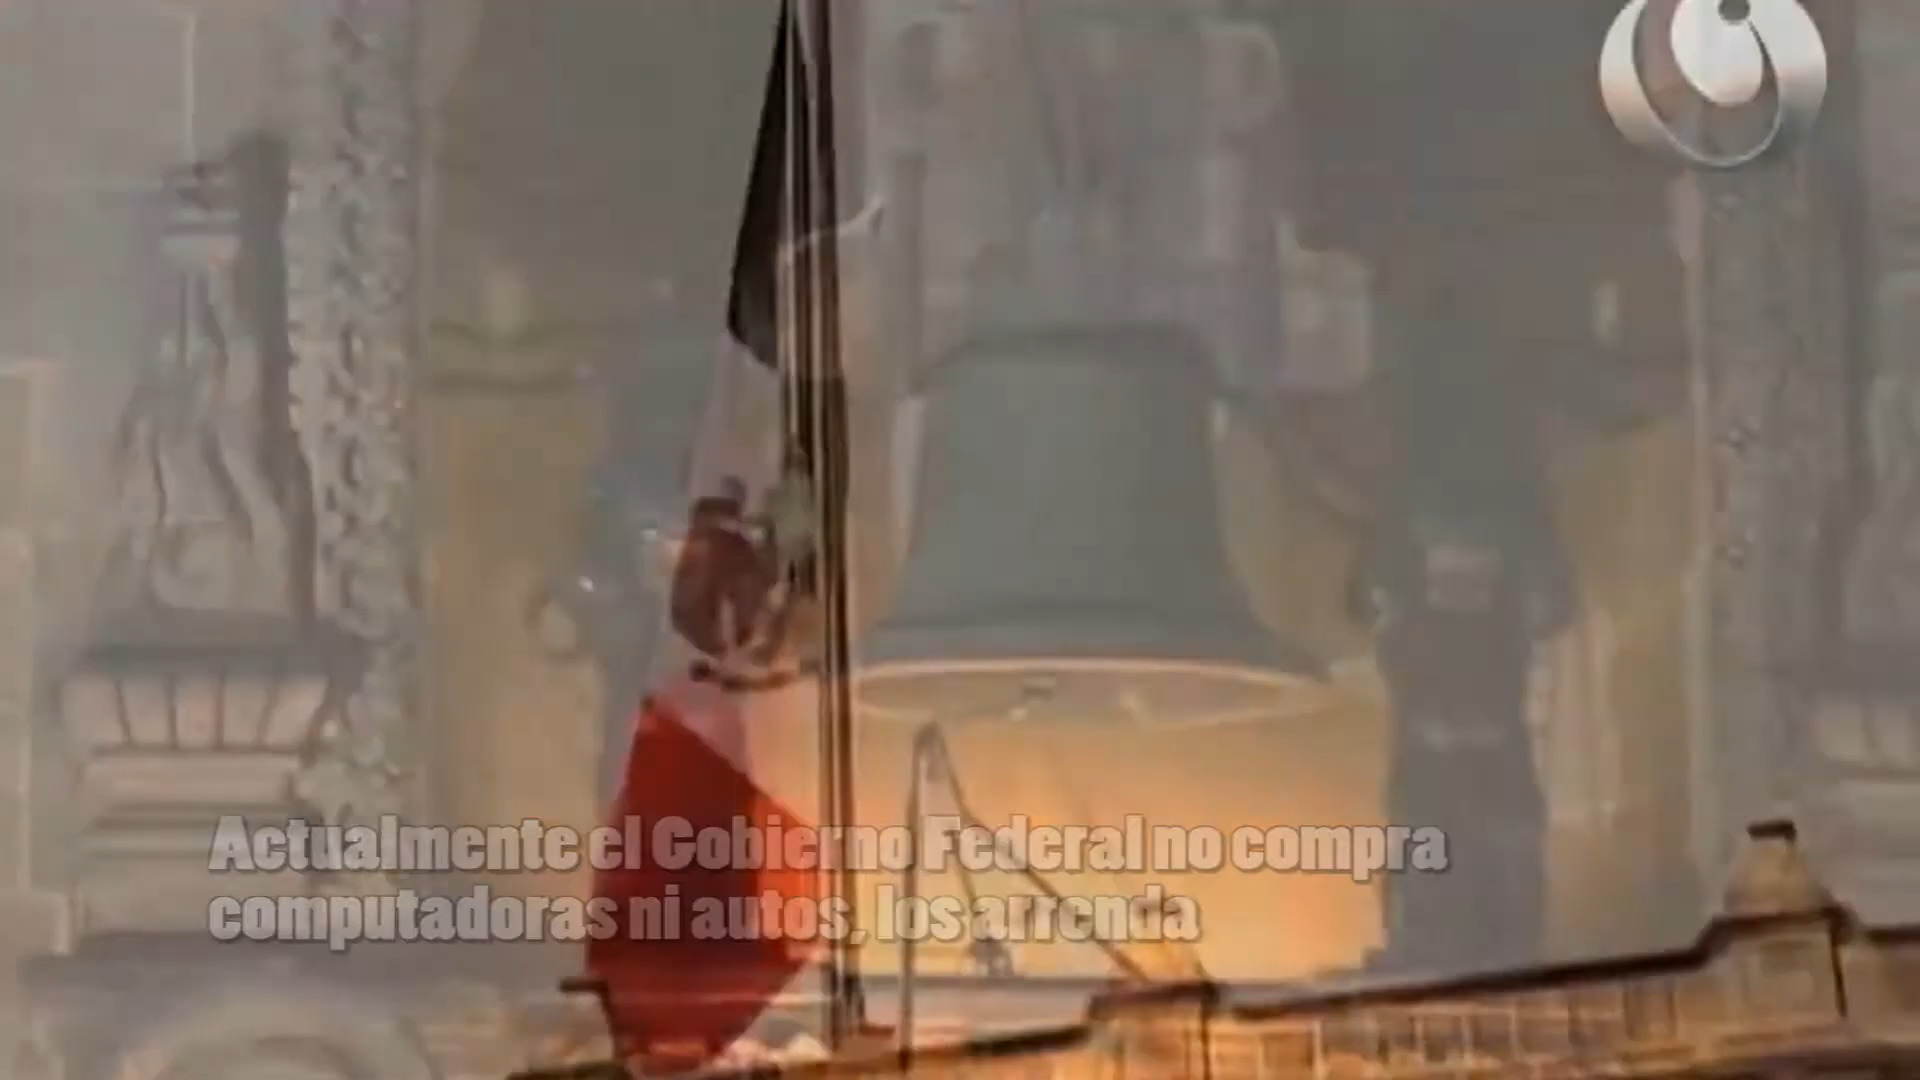 Actualmente el Gobierno Federal no compra
computadoras ni autos, los arrenda